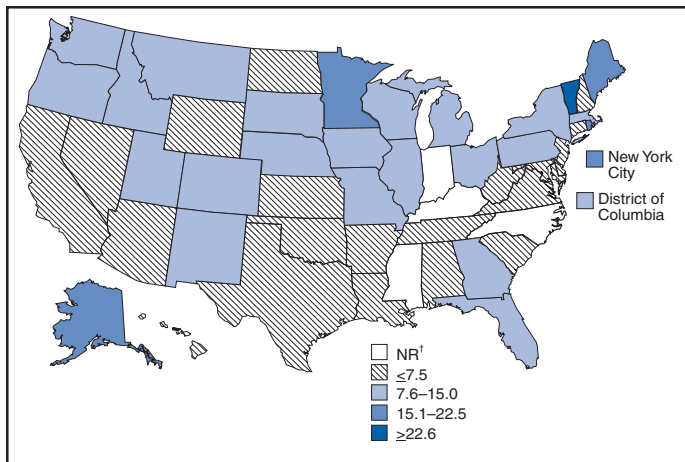 New York
City
District of
Columbia
NR†
≤7.5
7.6–15.0
15.1–22.5
≥22.6